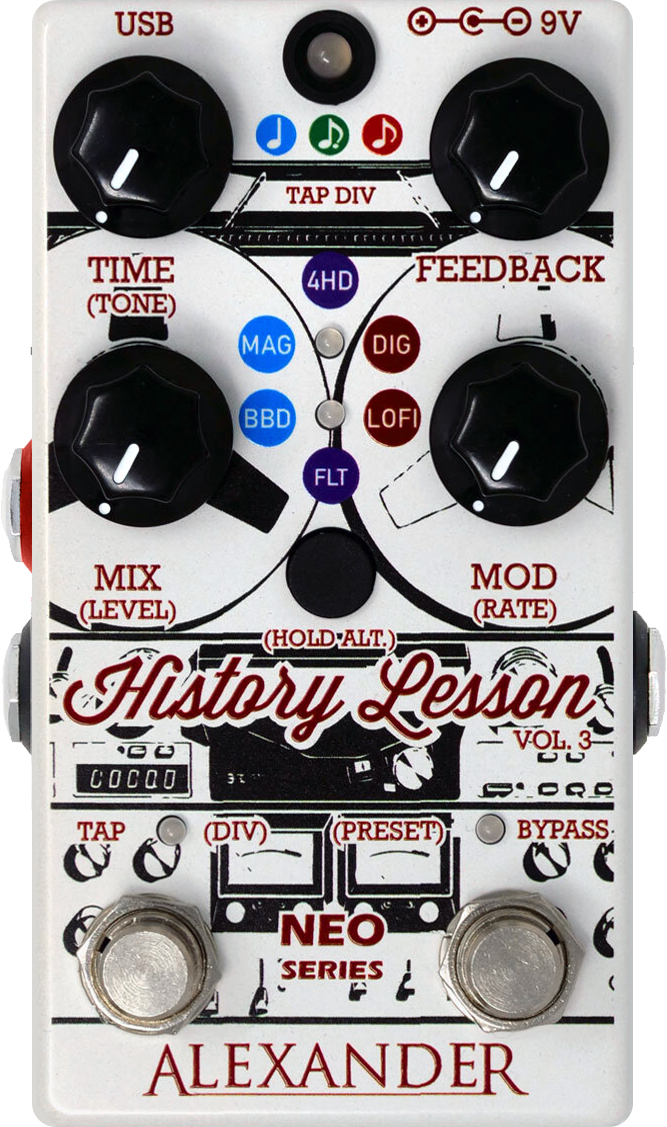 USB
9V
TAP DIV
TIME
(TONE)
FEEDBACK
4HD
MAG
DIG
BBD
LOFI
FLT
MIX
(LEVEL)
MOD
(RATE)
(HOLD ALT.)
History Lesson
VOL. 3
TAP
(DIV)
(PRESET)
BYPASS
NEO
SERIES
ALEXANDER